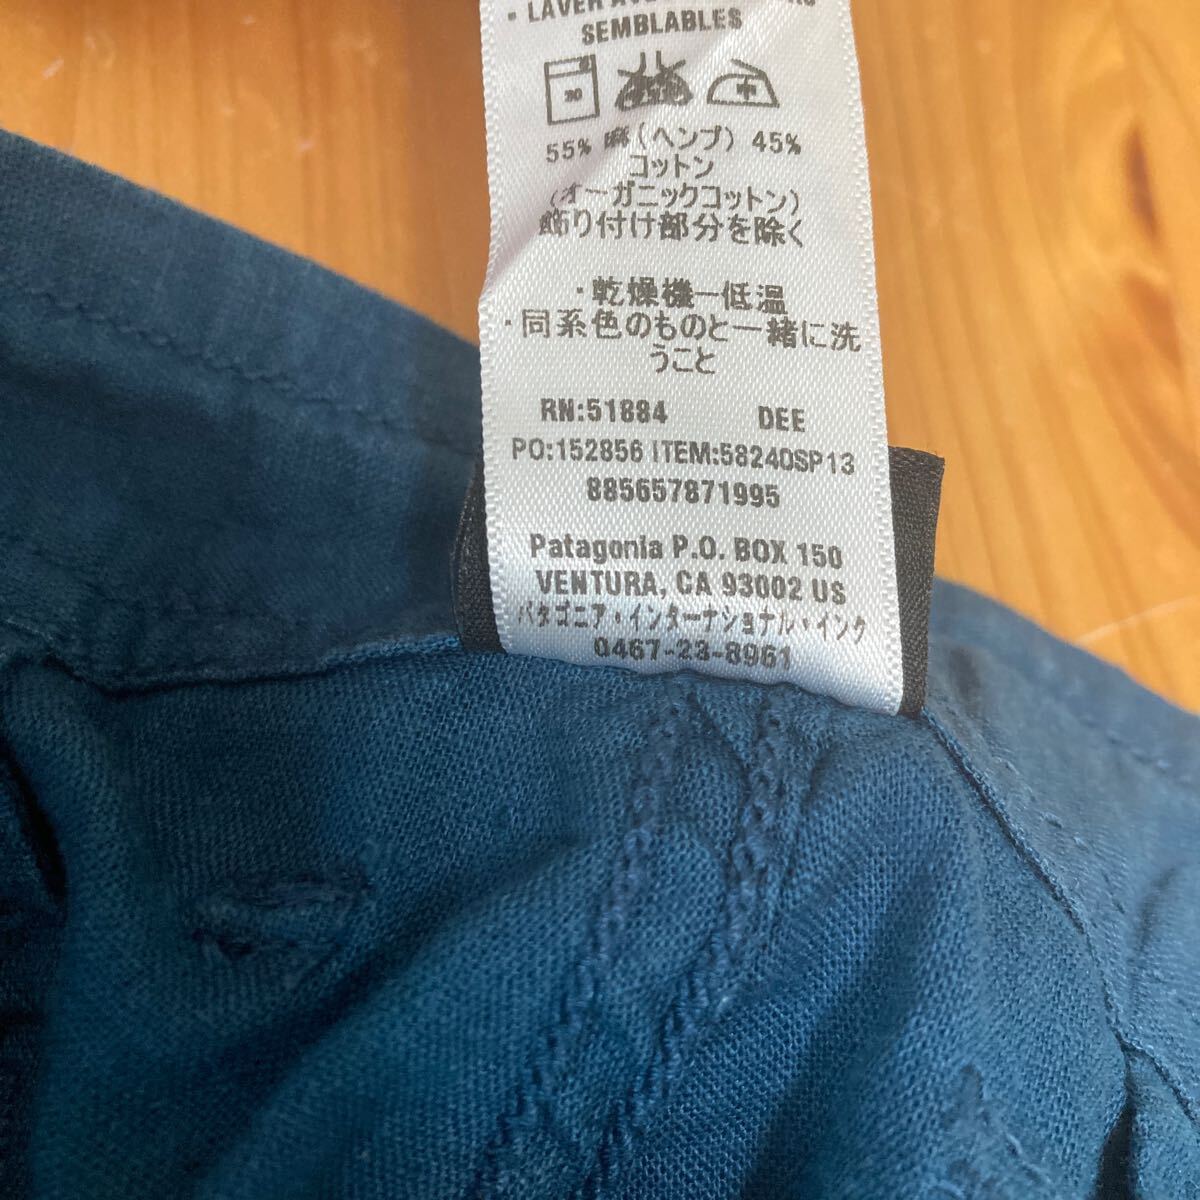 • LAVER
SEMBLABLES
30 中
55% 麻(ヘンプ) 45%
コットン
(オーガニックコットン)
飾り付け部分を除く
・乾燥機ー低温
・同系色のものと一緒に洗
うこと
RN:51884 DEE
PO:152856 ITEM:58240SP13
885657871995
Patagonia P.O. BOX 150
VENTURA, CA 93002 US
パタゴニア・インターナショナル・インク
0467-23-8961